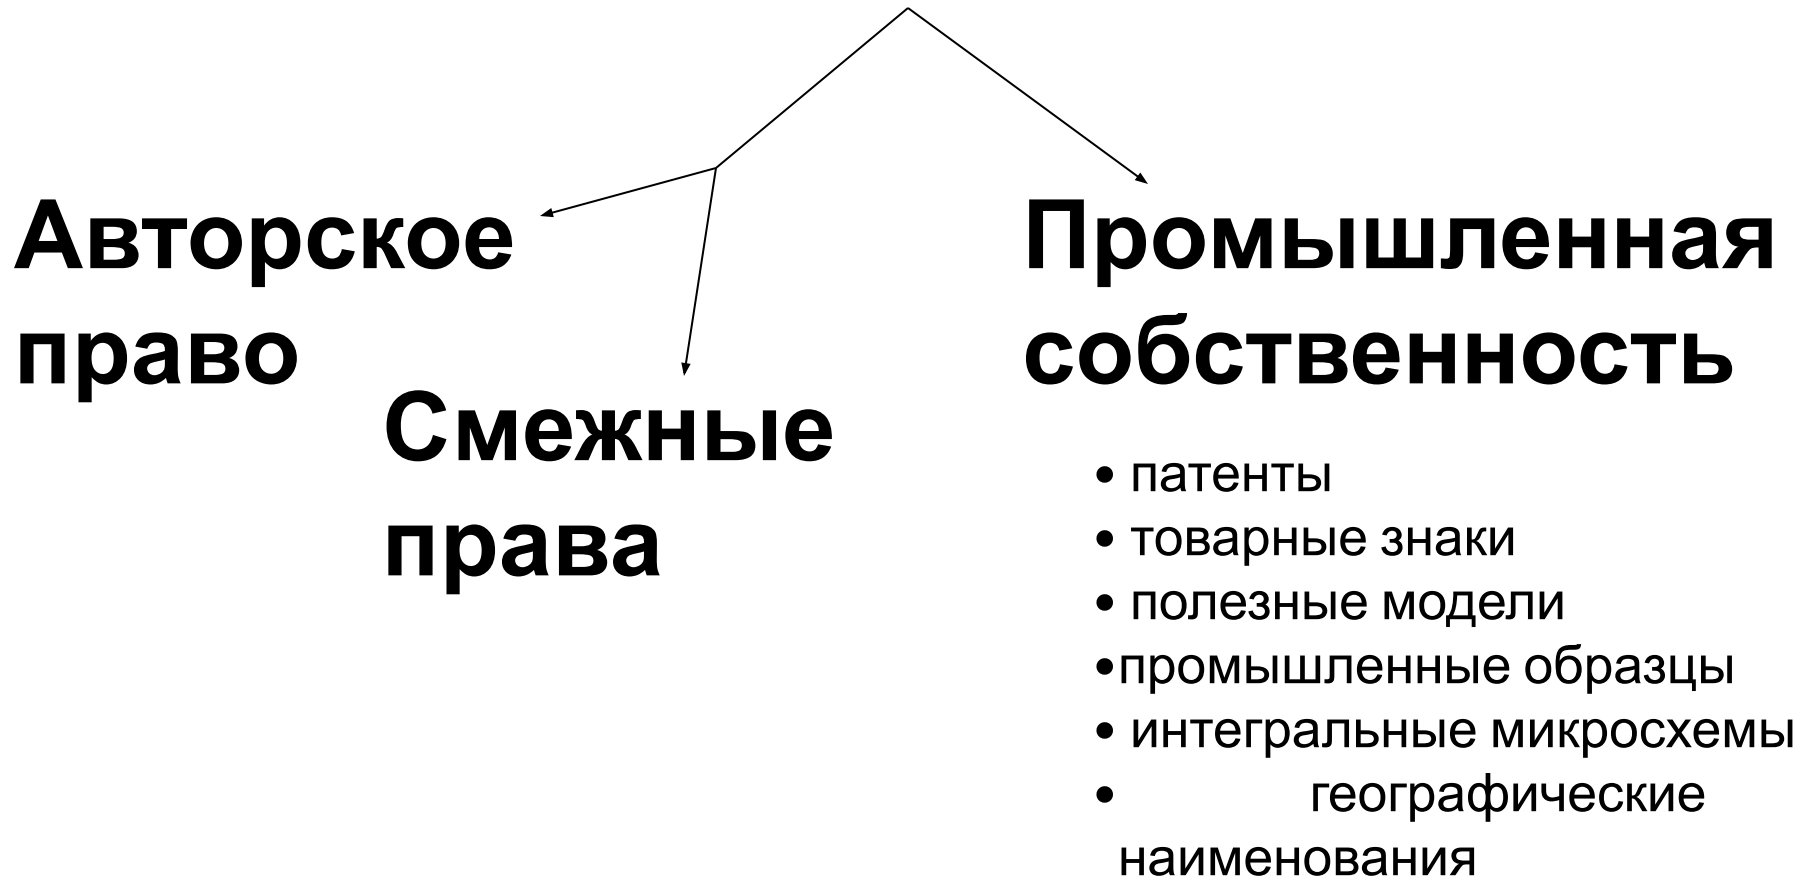 Авторское
право
Смежные
права
Промышленная
собственность
• патенты
• товарные знаки
• полезные модели
•промышленные образцы
• интегральные микросхемы
• географические
наименования